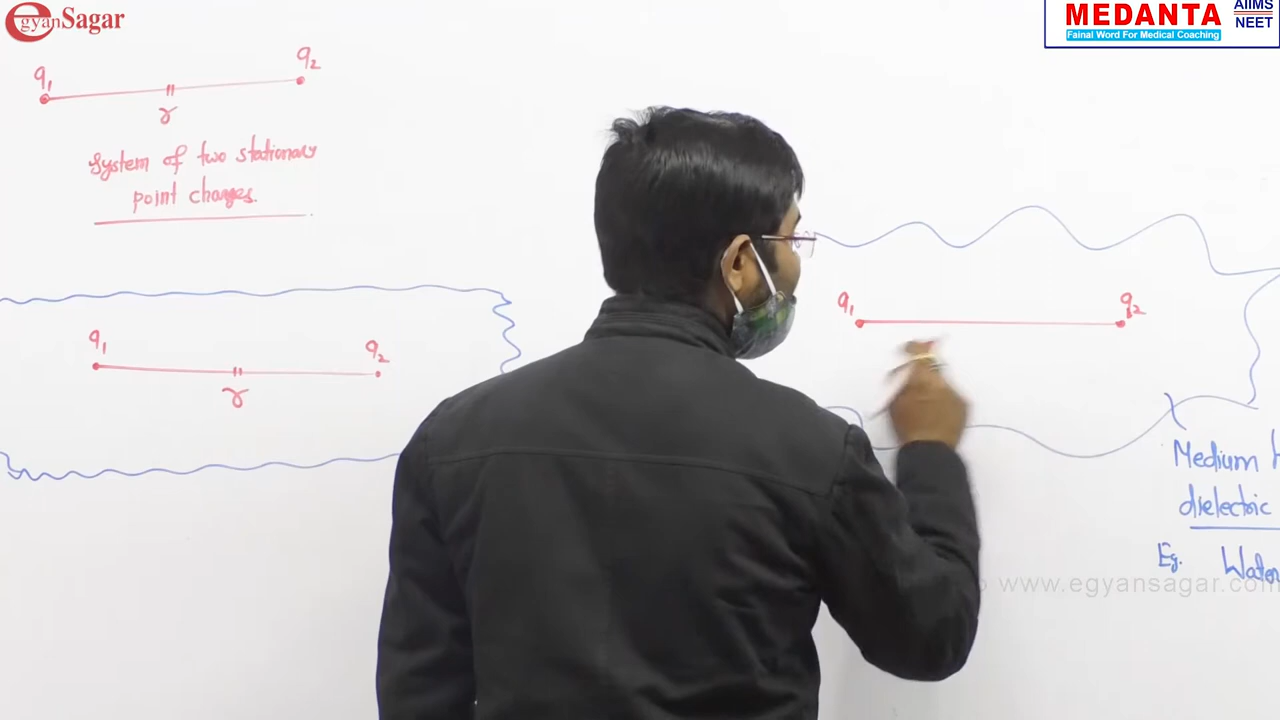 egyanSagar
MEDANTA
Fainal Word For Medical Coaching
AIIMS
NEET
q1 q2
r
System of two stationary
point charges.
q1 q2
r
q1 q2
Medium
dielectric
Eg. Water
www.egyansagar.com